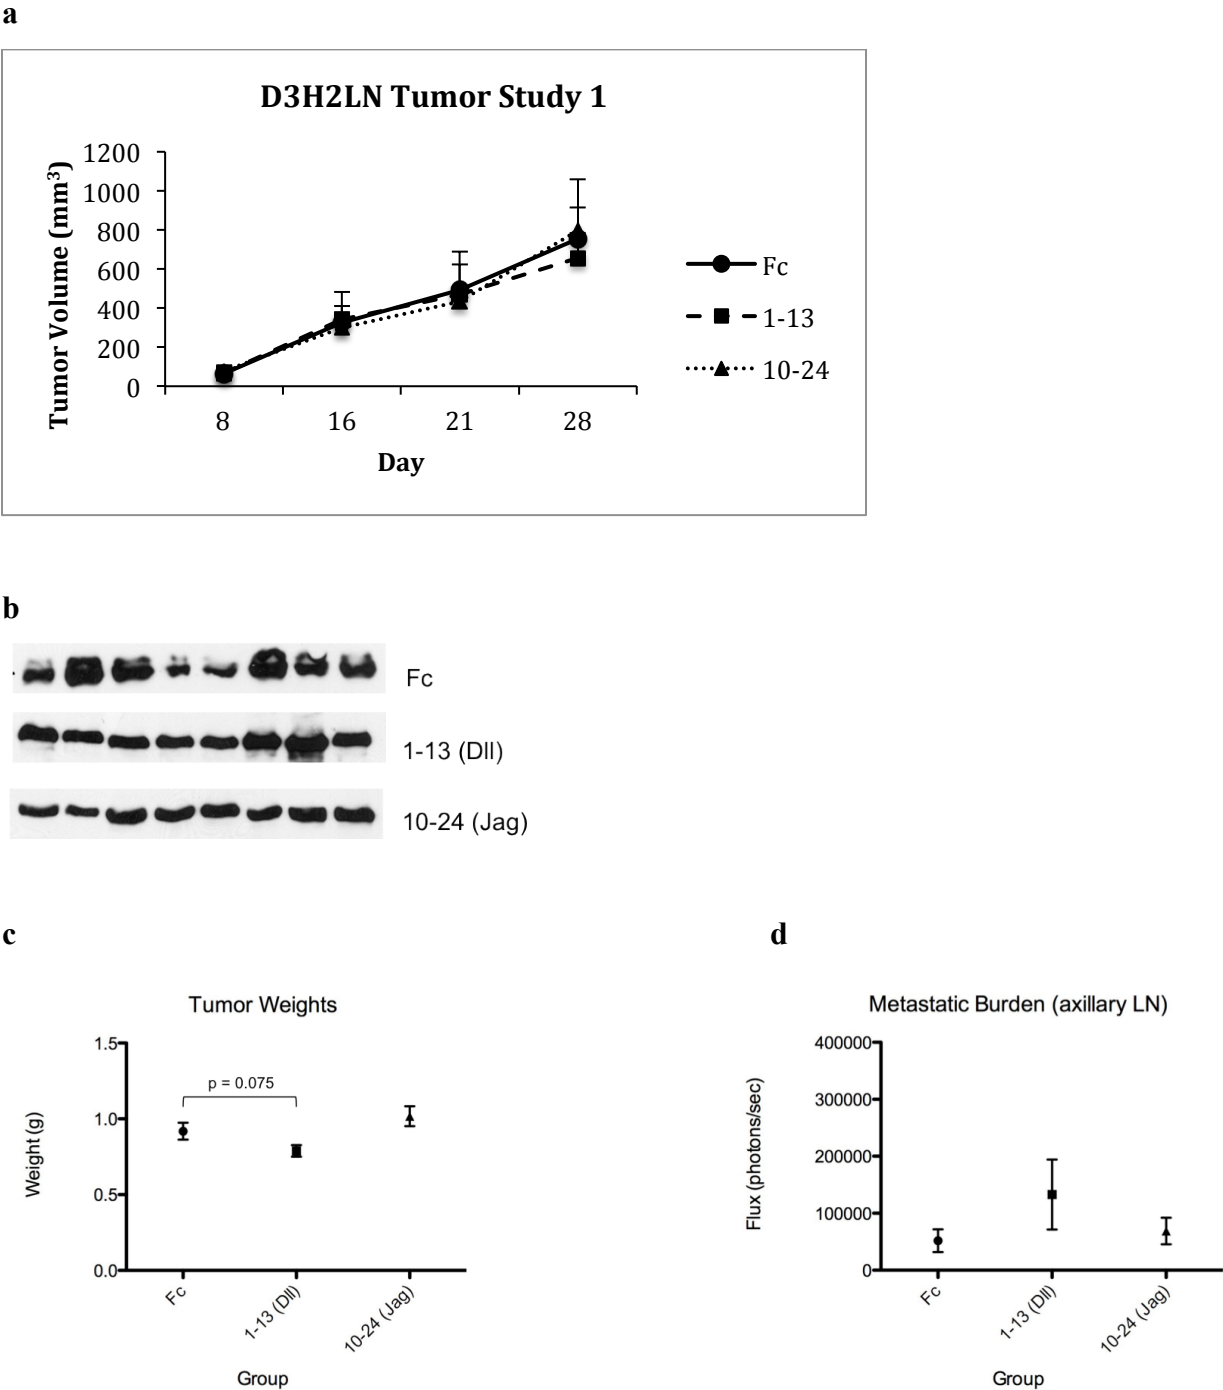 a
D3H2LN Tumor Study 1
Tumor Volume (mm³)
1200
1000
800
600
400
200
0
8 16 21 28
Day
Fc
1-13
10-24
b
Fc
1-13 (Dll)
10-24 (Jag)
c
Tumor Weights
Weight (g)
1.5
1.0
0.5
0.0
p = 0.075
Fc
1-13 (Dll)
10-24 (Jag)
Group
d
Metastatic Burden (axillary LN)
Flux (photons/sec)
400000
300000
200000
100000
0
Fc
1-13 (Dll)
10-24 (Jag)
Group